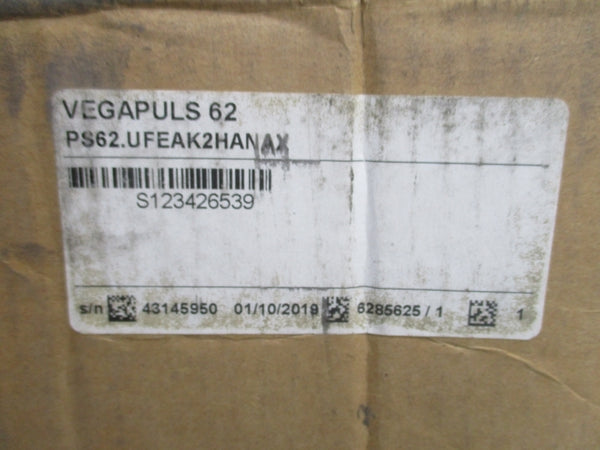 VEGAPULS 62
PS62.UFEAK2HANAX
S123426539
s/n 43145950 01/10/2019 6285625 / 1 1